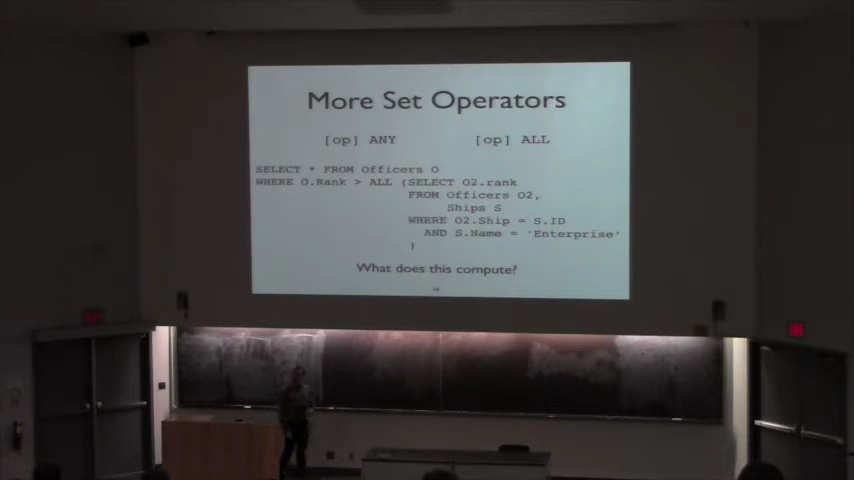 More Set Operators
[op] ANY [op] ALL
SELECT * FROM Officers O
WHERE O.Rank > ALL (SELECT O2.rank
FROM Officers O2,
Ships S
WHERE O2.Ship = S.ID
AND S.Name = 'Enterprise'
)
What does this compute?